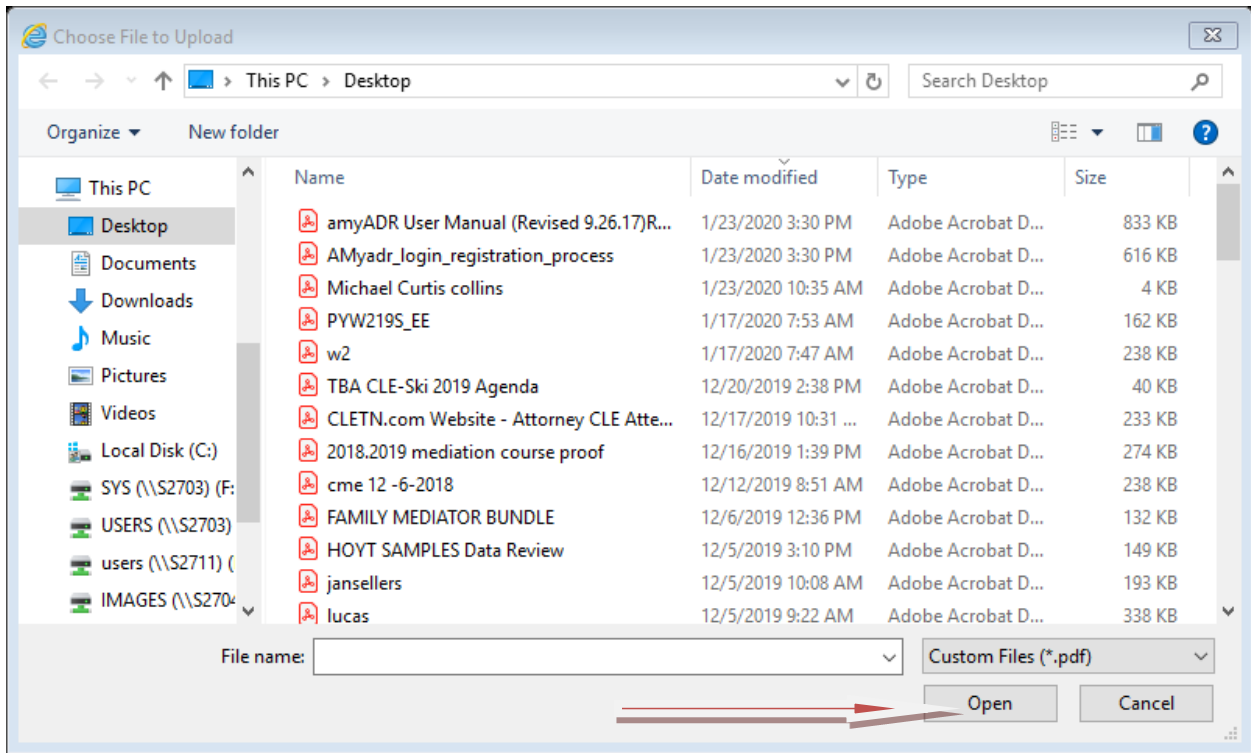 Choose File to Upload
This PC > Desktop
Search Desktop
Organize
New folder
?
Name Date modified Type Size
This PC
Desktop
Documents
Downloads
Music
Pictures
Videos
Local Disk (C:)
SYS (\\S2703) (F:
USERS (\\S2703)
users (\\S2711) (
IMAGES (\\S2704
amyADR User Manual (Revised 9.26.17)R... 1/23/2020 3:30 PM Adobe Acrobat D... 833 KB
AMyadr_login_registration_process 1/23/2020 3:30 PM Adobe Acrobat D... 616 KB
Michael Curtis collins 1/23/2020 10:35 AM Adobe Acrobat D... 4 KB
PYW219S_EE 1/17/2020 7:53 AM Adobe Acrobat D... 162 KB
w2 1/17/2020 7:47 AM Adobe Acrobat D... 238 KB
TBA CLE-Ski 2019 Agenda 12/20/2019 2:38 PM Adobe Acrobat D... 40 KB
CLETN.com Website - Attorney CLE Atte... 12/17/2019 10:31 ... Adobe Acrobat D... 233 KB
2018.2019 mediation course proof 12/16/2019 1:39 PM Adobe Acrobat D... 274 KB
cme 12 -6-2018 12/12/2019 8:51 AM Adobe Acrobat D... 238 KB
FAMILY MEDIATOR BUNDLE 12/6/2019 12:36 PM Adobe Acrobat D... 132 KB
HOYT SAMPLES Data Review 12/5/2019 3:10 PM Adobe Acrobat D... 149 KB
jansellers 12/5/2019 10:08 AM Adobe Acrobat D... 193 KB
lucas 12/5/2019 9:22 AM Adobe Acrobat D... 338 KB
File name:
Custom Files (*.pdf)
Open
Cancel